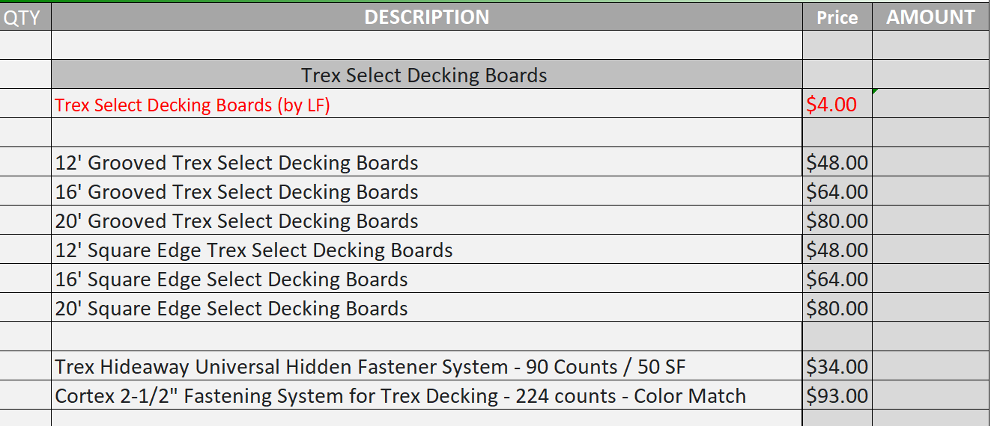 QTY DESCRIPTION Price AMOUNT
Trex Select Decking Boards
Trex Select Decking Boards (by LF) $4.00
12' Grooved Trex Select Decking Boards $48.00
16' Grooved Trex Select Decking Boards $64.00
20' Grooved Trex Select Decking Boards $80.00
12' Square Edge Trex Select Decking Boards $48.00
16' Square Edge Select Decking Boards $64.00
20' Square Edge Select Decking Boards $80.00
Trex Hideaway Universal Hidden Fastener System - 90 Counts / 50 SF $34.00
Cortex 2-1/2" Fastening System for Trex Decking - 224 counts - Color Match $93.00